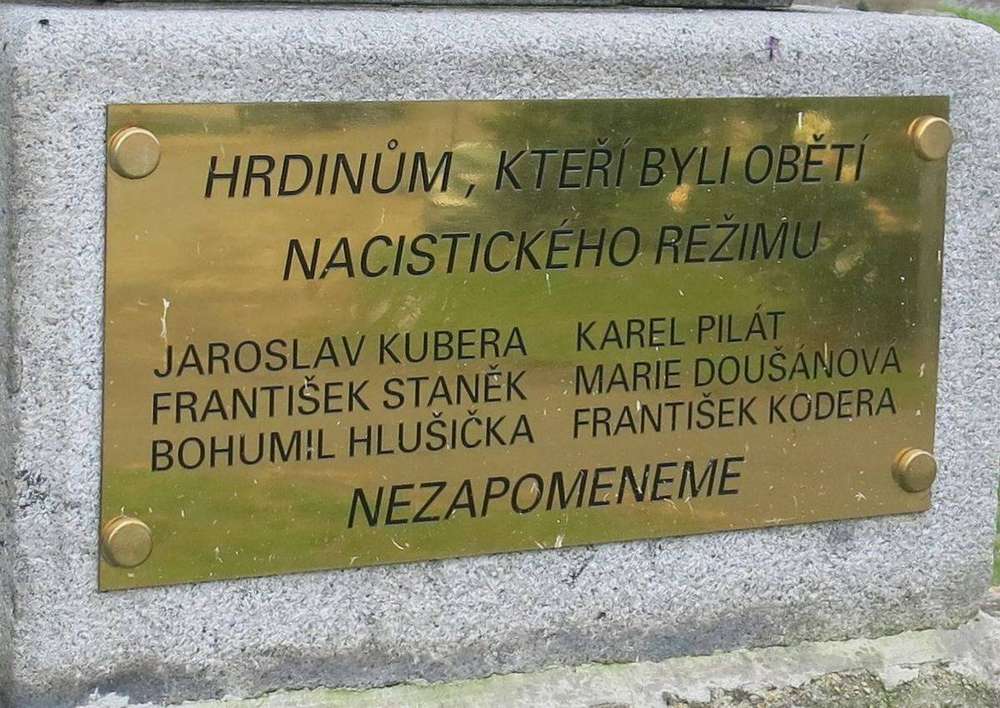 HRDINŮM, KTEŘÍ BYLI OBĚTÍ
NACISTICKÉHO REŽIMU
JAROSLAV KUBERA
FRANTIŠEK STANĚK
BOHUMIL HLUŠIČKA
KAREL PILÁT
MARIE DOUŠÁNOVÁ
FRANTIŠEK KODERA
NEZAPOMENEME